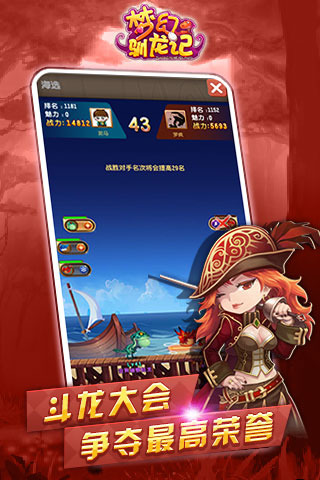 梦幻
驯龙记
海选
排名：1181
魅力：0
战力：14812
43
排名：1152
魅力：0
战力：5693
战胜对手名次将会提高29名
斗龙大会
争夺最高荣誉